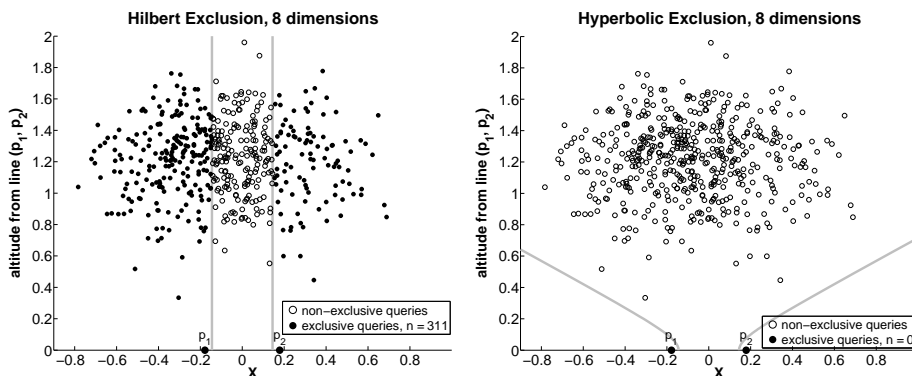 Hilbert Exclusion, 8 dimensions
altitude from line (p1, p2)
2
1.8
1.6
1.4
1.2
1
0.8
0.6
0.4
0.2
0
−0.8 −0.6 −0.4 −0.2 0 0.2 0.4 0.6 0.8
X
p1 p2
non−exclusive queries
exclusive queries, n = 311
Hyperbolic Exclusion, 8 dimensions
altitude from line (p1, p2)
2
1.8
1.6
1.4
1.2
1
0.8
0.6
0.4
0.2
0
−0.8 −0.6 −0.4 −0.2 0 0.2 0.4 0.6 0.8
X
p1 p2
non−exclusive queries
exclusive queries, n = 0